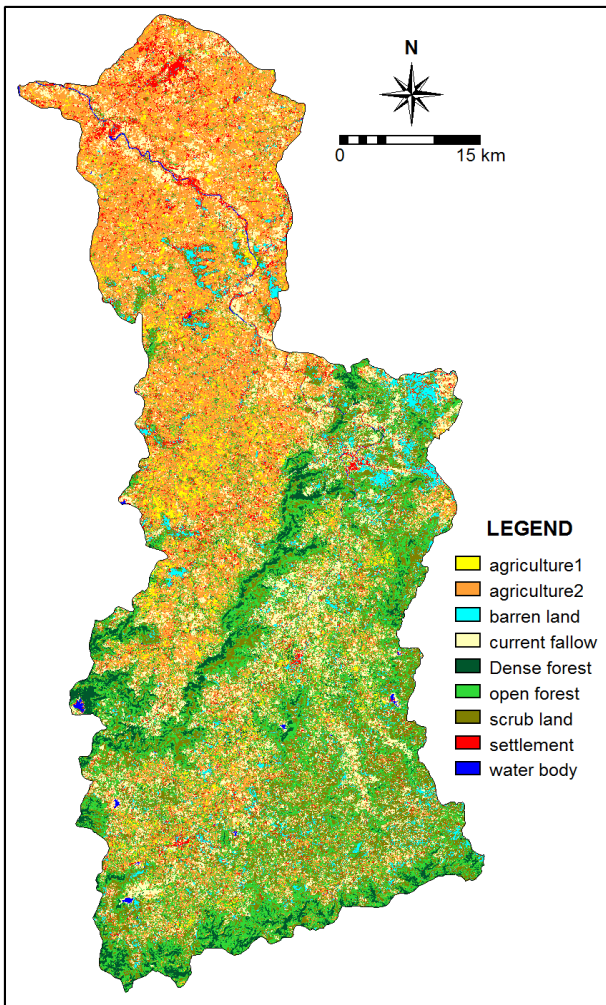 N
0 15 km
LEGEND
agriculture1
agriculture2
barren land
current fallow
Dense forest
open forest
scrub land
settlement
water body